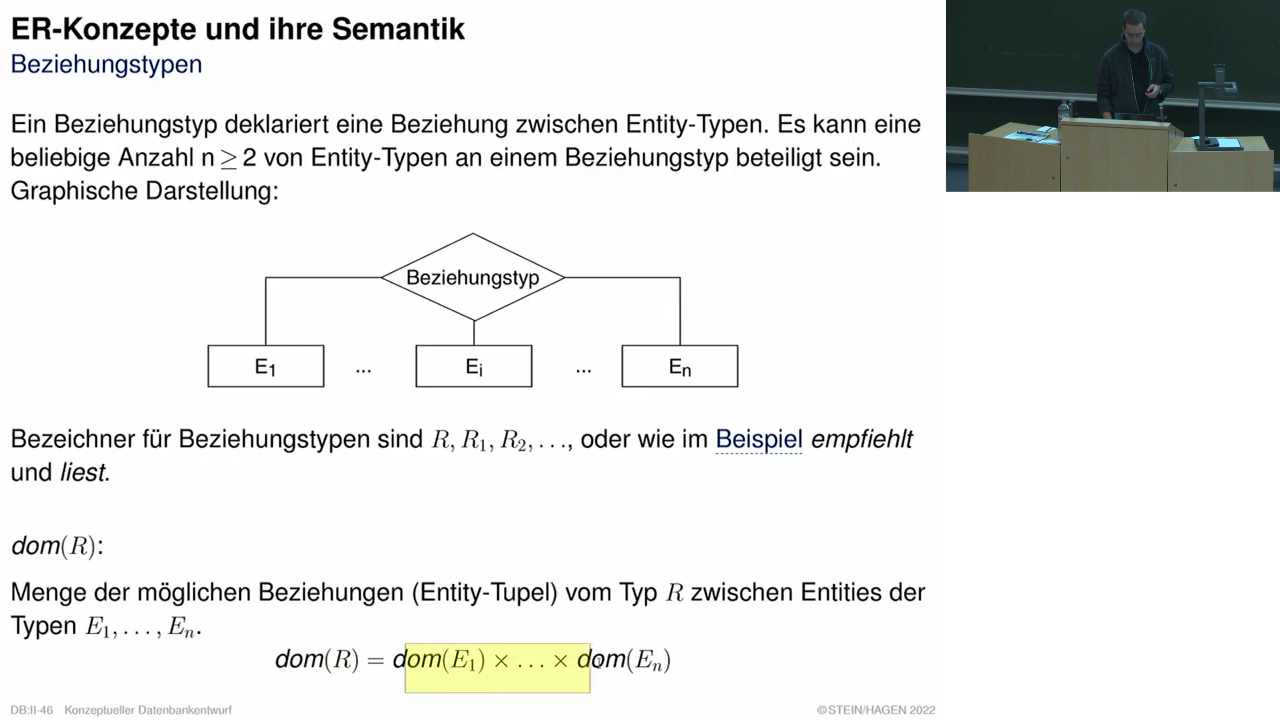 ER-Konzepte und ihre Semantik
Beziehungstypen
Ein Beziehungstyp deklariert eine Beziehung zwischen Entity-Typen. Es kann eine
beliebige Anzahl n ≥ 2 von Entity-Typen an einem Beziehungstyp beteiligt sein.
Graphische Darstellung:
Beziehungstyp
E₁ ... Eᵢ ... Eₙ
Bezeichner für Beziehungstypen sind R, R₁, R₂, . . ., oder wie im Beispiel empfiehlt
und liest.
dom(R):
Menge der möglichen Beziehungen (Entity-Tupel) vom Typ R zwischen Entities der
Typen E₁, . . . , Eₙ.
dom(R) = dom(E₁) × . . . × dom(Eₙ)
DB:II-46 Konzeptueller Datenbankentwurf ©STEIN/HAGEN 2022